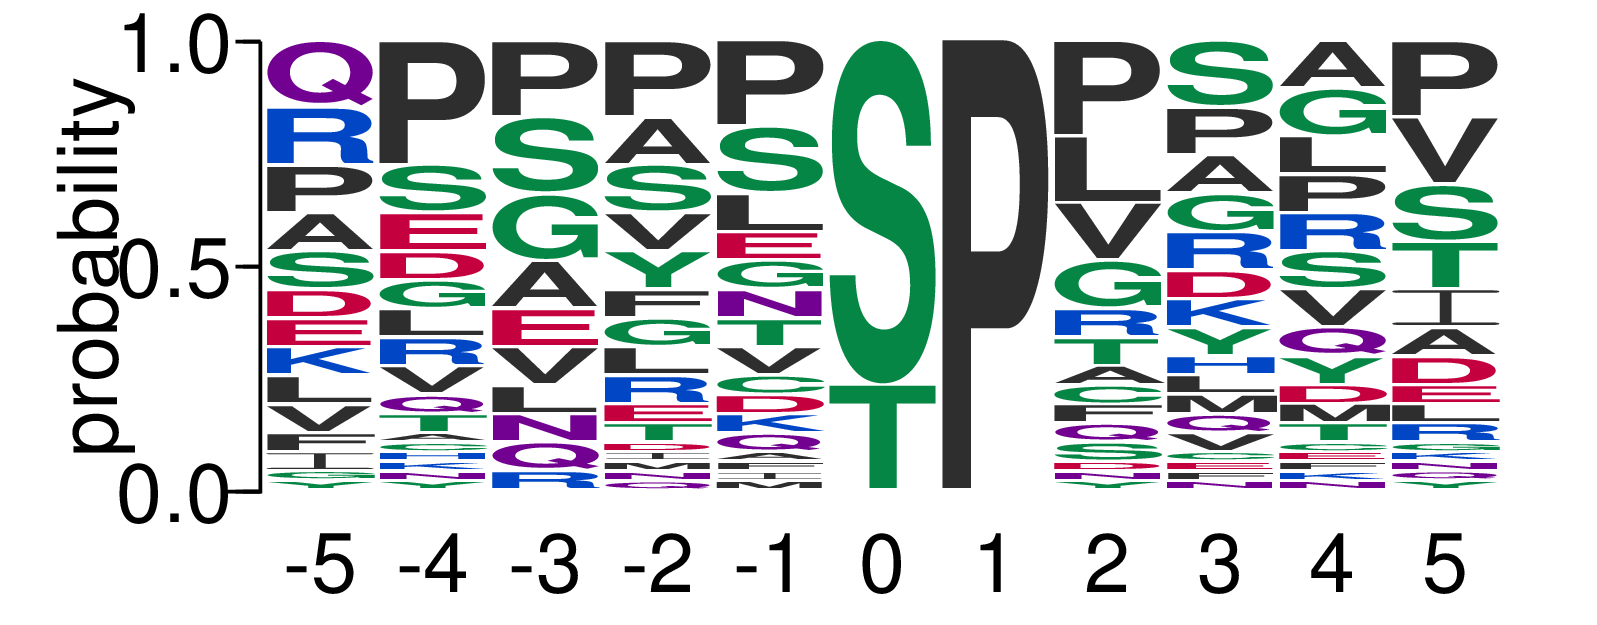 probability
1.0
0.5
0.0
Q R P A S D E K L V F I G Y
P S E D G L R V Q T A
P S G A E V L N Q R
P A S V Y F G L R E T D
P S L E G N T V C D K Q A
S T
P
P L V G R T A C F Q S D N Y
S P A G R D K Y H L M Q V
A G L P R S V Q Y D M T
P V S T I A D E L R
-5 -4 -3 -2 -1 0 1 2 3 4 5